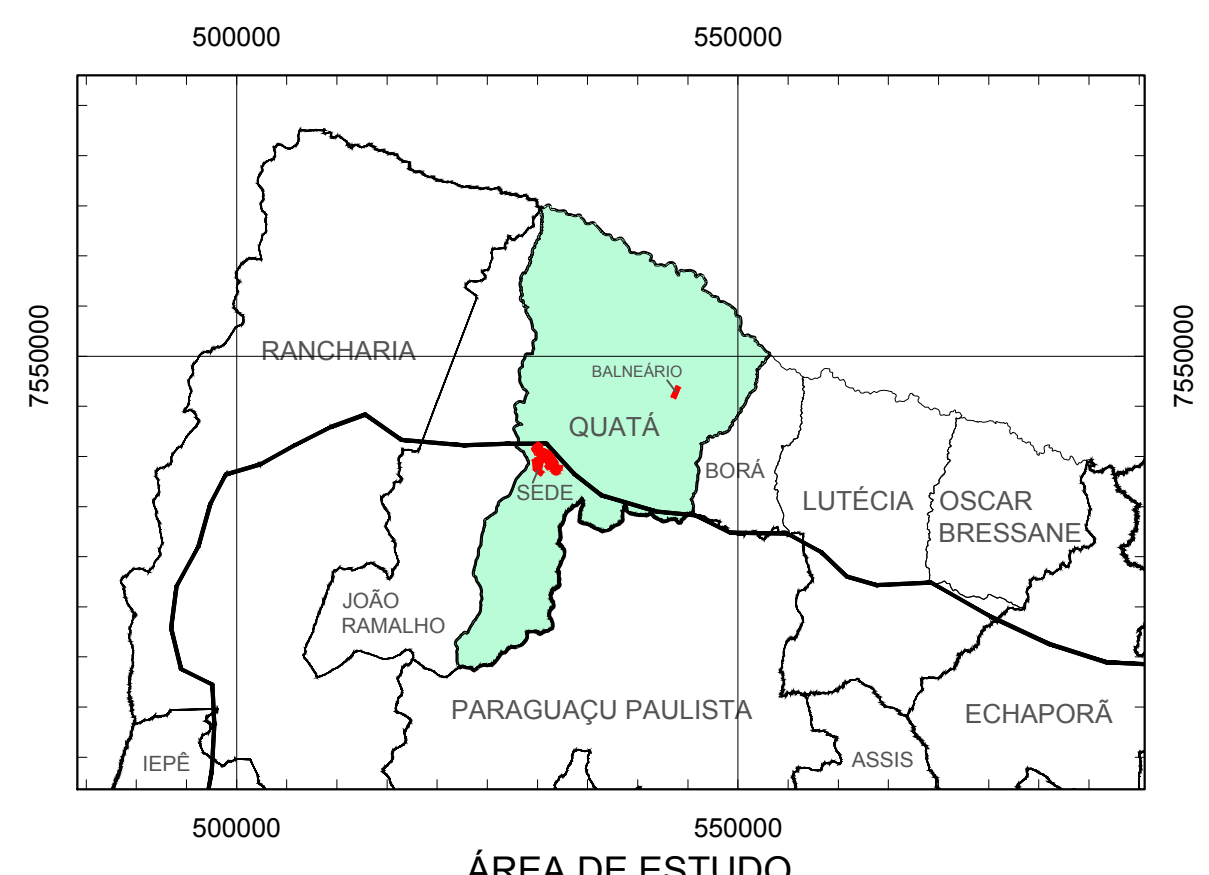 500000
550000
7550000
7550000
RANCHARIA
BALNEÁRIO
QUATÁ
SEDE
BORÁ
LUTÉCIA
OSCAR
BRESSANE
JOÃO
RAMALHO
PARAGUAÇU PAULISTA
ECHAPORÃ
IEPÊ
ASSIS
500000
550000
ÁREA DE ESTUDO